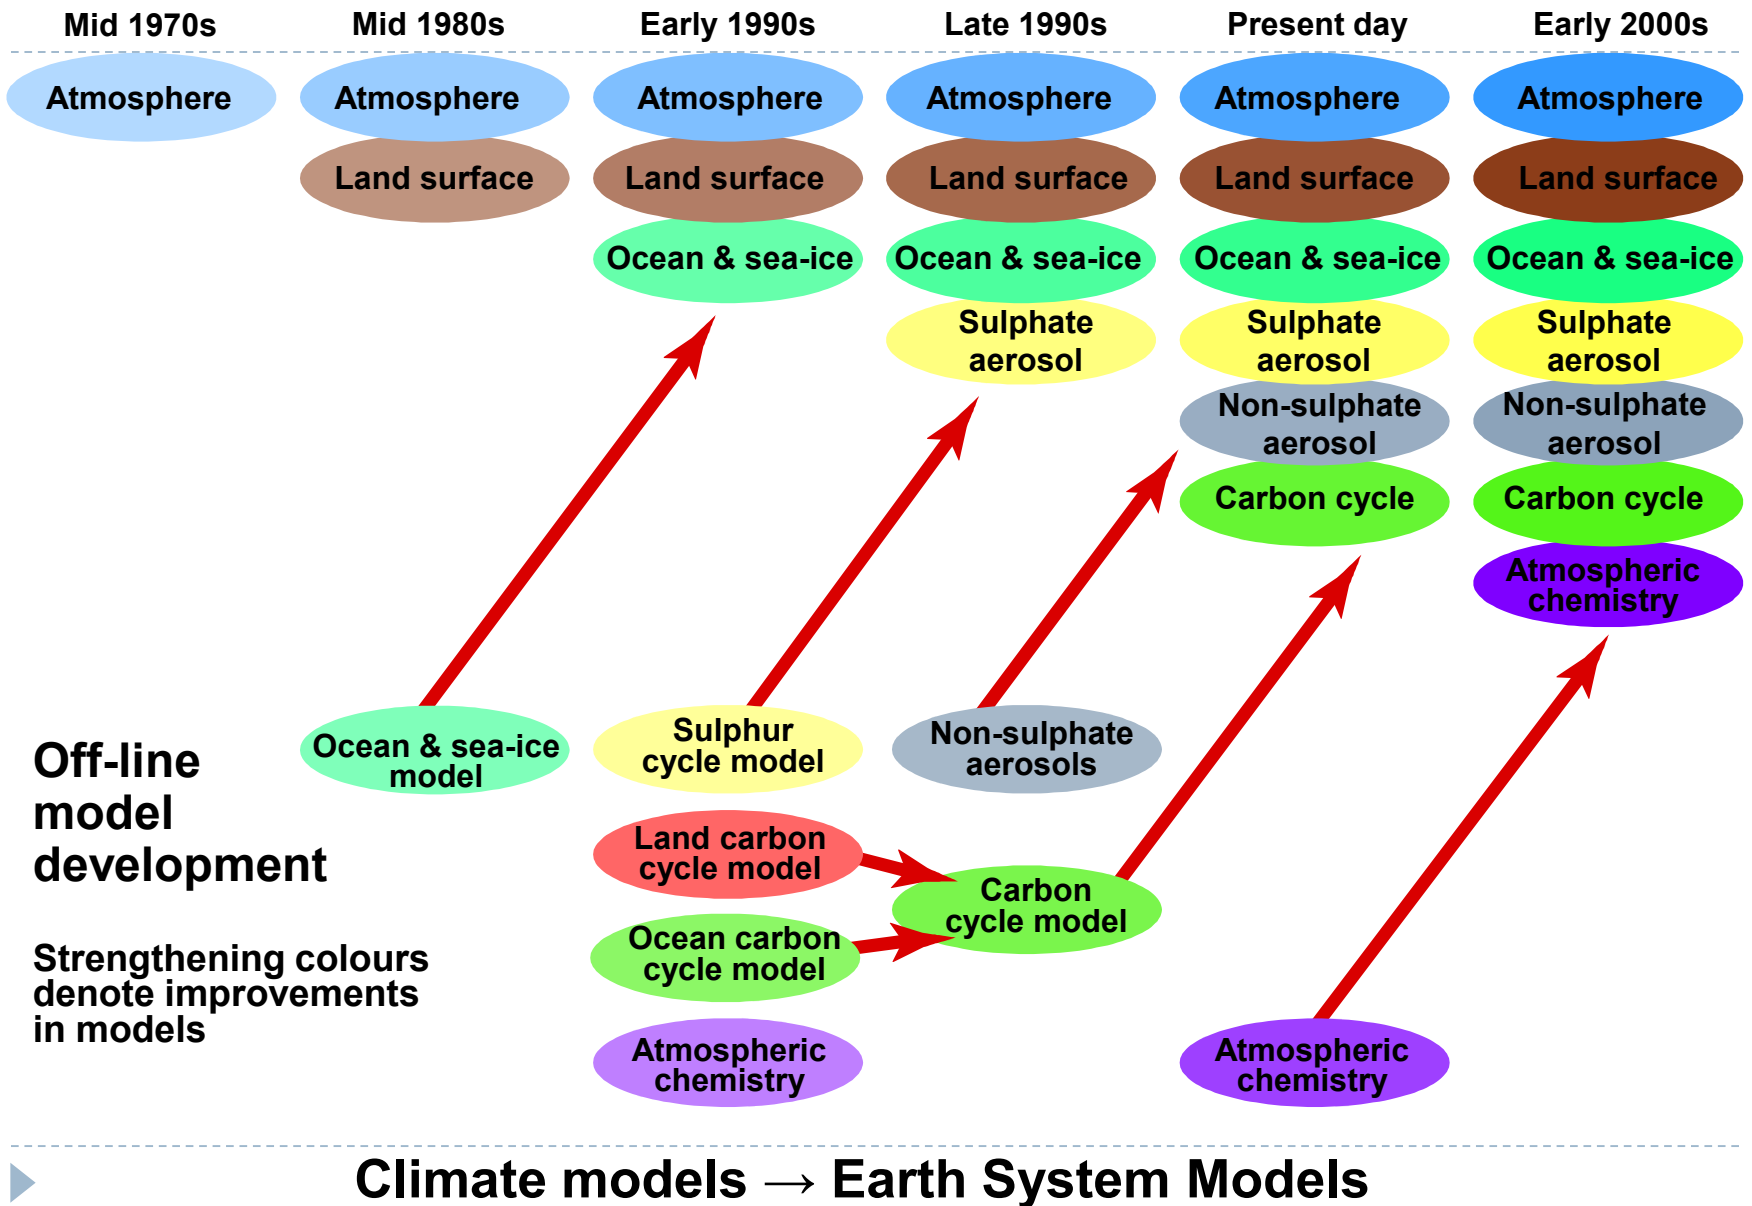 Mid 1970s
Mid 1980s
Early 1990s
Late 1990s
Present day
Early 2000s
Atmosphere
Atmosphere
Atmosphere
Atmosphere
Atmosphere
Atmosphere
Land surface
Land surface
Land surface
Land surface
Land surface
Ocean & sea-ice
Ocean & sea-ice
Ocean & sea-ice
Ocean & sea-ice
Sulphate
aerosol
Sulphate
aerosol
Sulphate
aerosol
Non-sulphate
aerosol
Non-sulphate
aerosol
Carbon cycle
Carbon cycle
Atmospheric
chemistry
Off-line
model
development
Ocean & sea-ice
model
Sulphur
cycle model
Non-sulphate
aerosols
Land carbon
cycle model
Carbon
cycle model
Ocean carbon
cycle model
Strengthening colours
denote improvements
in models
Atmospheric
chemistry
Atmospheric
chemistry
Climate models → Earth System Models